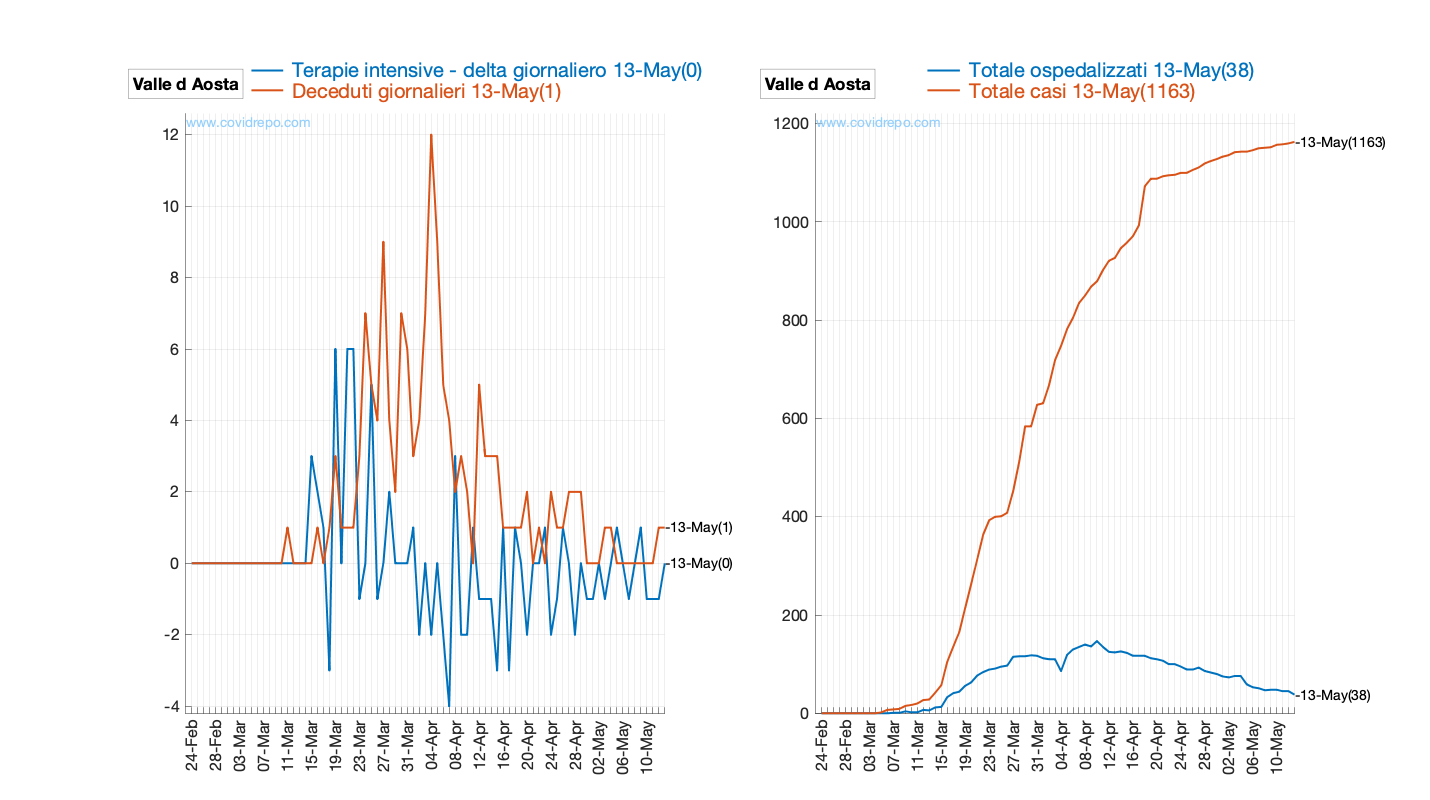 Valle d Aosta
Terapie intensive - delta giornaliero 13-May(0)
Deceduti giornalieri 13-May(1)
www.covidrepo.com
12
10
8
6
4
2
0
-2
-4
-13-May(1)
-13-May(0)
24-Feb
28-Feb
03-Mar
07-Mar
11-Mar
15-Mar
19-Mar
23-Mar
27-Mar
31-Mar
04-Apr
08-Apr
12-Apr
16-Apr
20-Apr
24-Apr
28-Apr
02-May
06-May
10-May
Valle d Aosta
Totale ospedalizzati 13-May(38)
Totale casi 13-May(1163)
www.covidrepo.com
1200
1000
800
600
400
200
0
-13-May(1163)
-13-May(38)
24-Feb
28-Feb
03-Mar
07-Mar
11-Mar
15-Mar
19-Mar
23-Mar
27-Mar
31-Mar
04-Apr
08-Apr
12-Apr
16-Apr
20-Apr
24-Apr
28-Apr
02-May
06-May
10-May